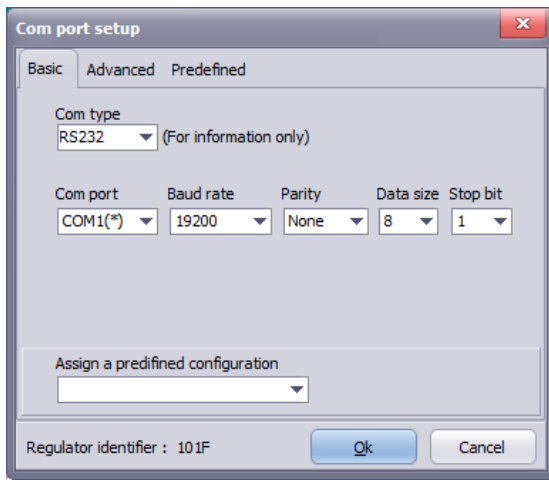 Com port setup
Basic Advanced Predefined
Com type
RS232 (For information only)
Com port Baud rate Parity Data size Stop bit
COM1(*) 19200 None 8 1
Assign a predifined configuration
Regulator identifier : 101F Ok Cancel